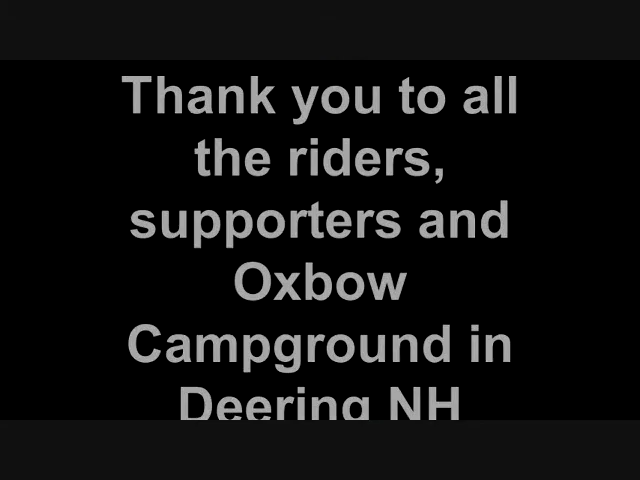 Thank you to all
the riders,
supporters and
Oxbow
Campground in
Deering NH